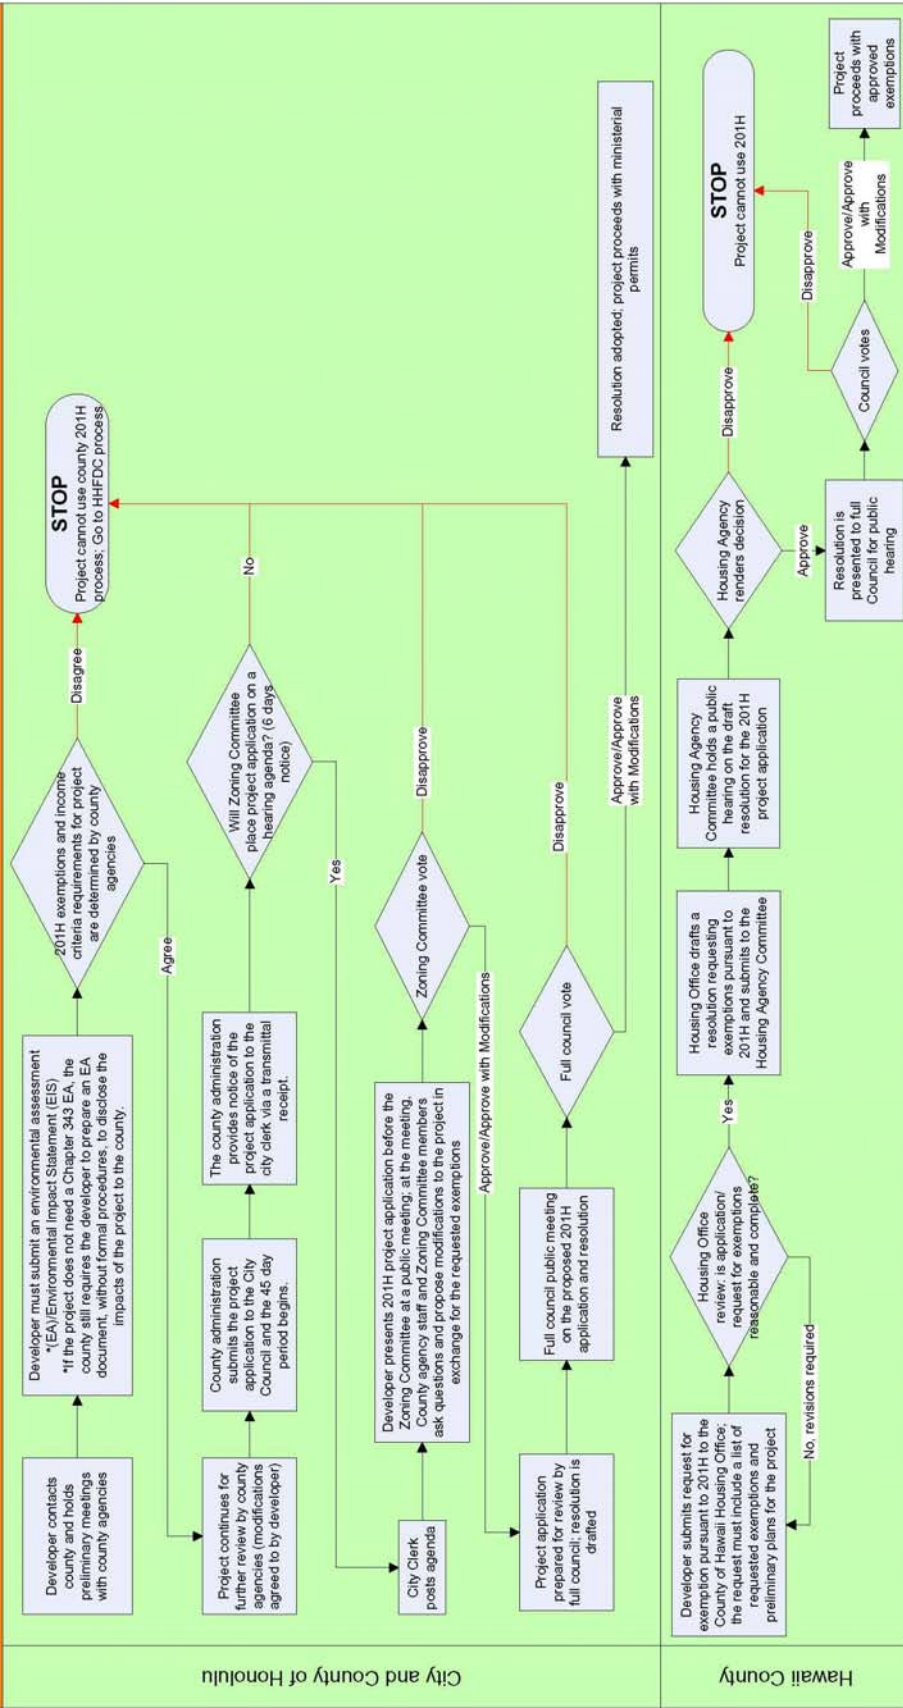 City and County of Honolulu
Developer contacts
county and holds
preliminary meetings
with county agencies
Developer must submit an environmental assessment
*(EA)/Environmental Impact Statement (EIS)
*If the project does not need a Chapter 343 EA, the
county still requires the developer to prepare an EA
document, without formal procedures, to disclose the
impacts of the project to the county.
201H exemptions and income
criteria requirements for project
are determined by county
agencies
Disagree
STOP
Project cannot use county 201H
process; Go to HHFDC process
Agree
Project continues for
further review by county
agencies (modifications
agreed to by developer)
County administration
submits the project
application to the City
Council and the 45 day
period begins.
The county administration
provides notice of the
project application to the
city clerk via a transmittal
receipt.
Will Zoning Committee
place project application on a
hearing agenda? (6 days
notice)
No
Yes
City Clerk
posts agenda
Developer presents 201H project application before the
Zoning Committee at a public meeting; at the meeting,
County agency staff and Zoning Committee members
ask questions and propose modifications to the project in
exchange for the requested exemptions
Zoning Committee vote
Disapprove
Approve/Approve with Modifications
Project application
prepared for review by
full council; resolution is
drafted
Full council public meeting
on the proposed 201H
application and resolution
Full council vote
Disapprove
Approve/Approve
with Modifications
Resolution adopted; project proceeds with ministerial
permits
Hawaii County
Developer submits request for
exemption pursuant to 201H to the
County of Hawaii Housing Office;
the request must include a list of
requested exemptions and
preliminary plans for the project
Housing Office
review: is application/
request for exemptions
reasonable and complete?
No, revisions required
Yes
Housing Office drafts a
resolution requesting
exemptions pursuant to
201H and submits to the
Housing Agency Committee
Housing Agency
Committee holds a public
hearing on the draft
resolution for the 201H
project application
Housing Agency
renders decision
Disapprove
STOP
Project cannot use 201H
Approve
Resolution is
presented to full
Council for public
hearing
Council votes
Disapprove
Approve/Approve
with
Modifications
Project
proceeds with
approved
exemptions